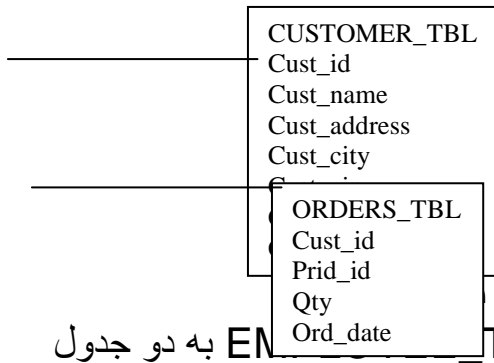 CUSTOMER_TBL
Cust_id
Cust_name
Cust_address
Cust_city
ORDERS_TBL
Cust_id
Prid_id
Qty
Ord_date
به دو جدول